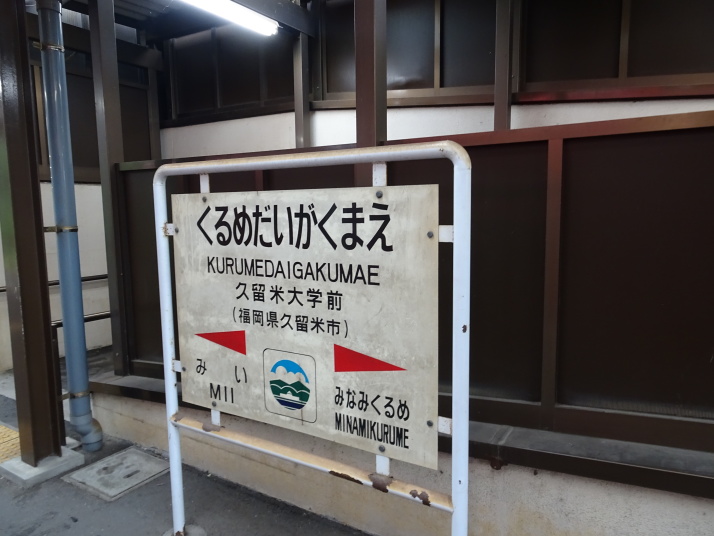 くるめだいがくまえ
KURUMEDAIGAKUMAE
久留米大学前
(福岡県久留米市)
みい
MII
みなみくるめ
MINAMIKURUME